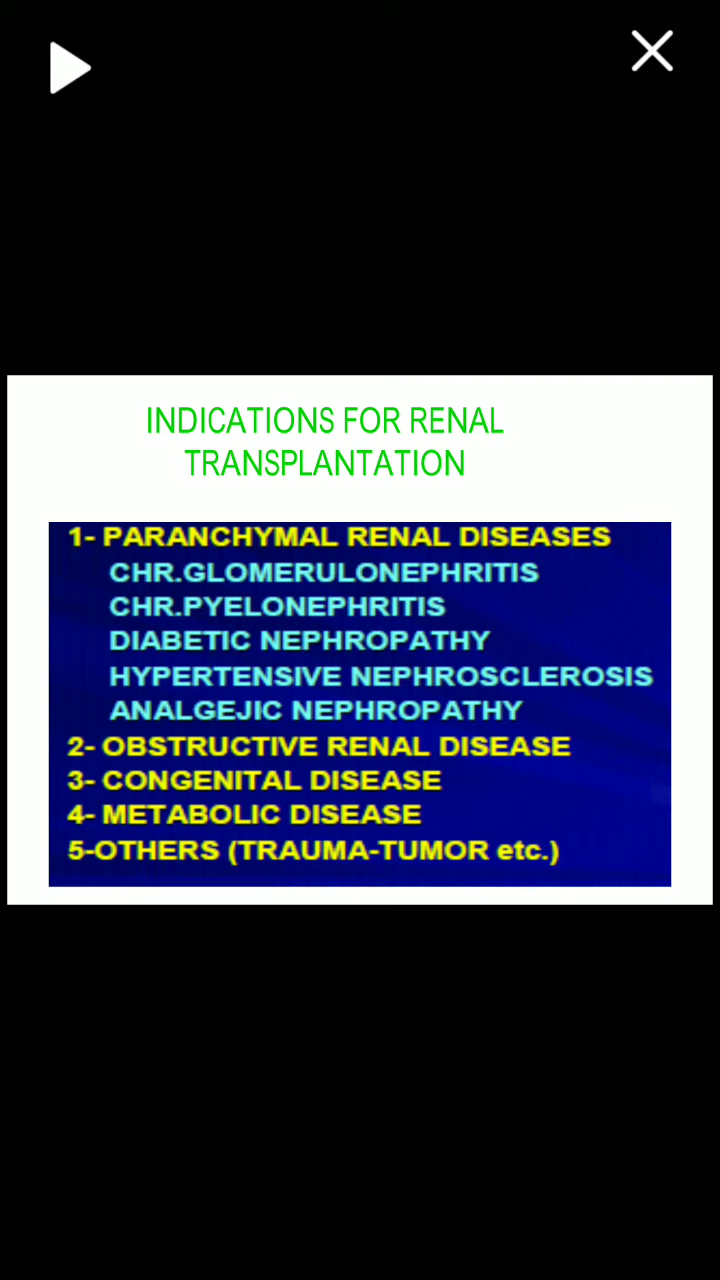 INDICATIONS FOR RENAL
TRANSPLANTATION
1- PARANCHYMAL RENAL DISEASES
CHR.GLOMERULONEPHRITIS
CHR.PYELONEPHRITIS
DIABETIC NEPHROPATHY
HYPERTENSIVE NEPHROSCLEROSIS
ANALGEJIC NEPHROPATHY
2- OBSTRUCTIVE RENAL DISEASE
3- CONGENITAL DISEASE
4- METABOLIC DISEASE
5-OTHERS (TRAUMA-TUMOR etc.)